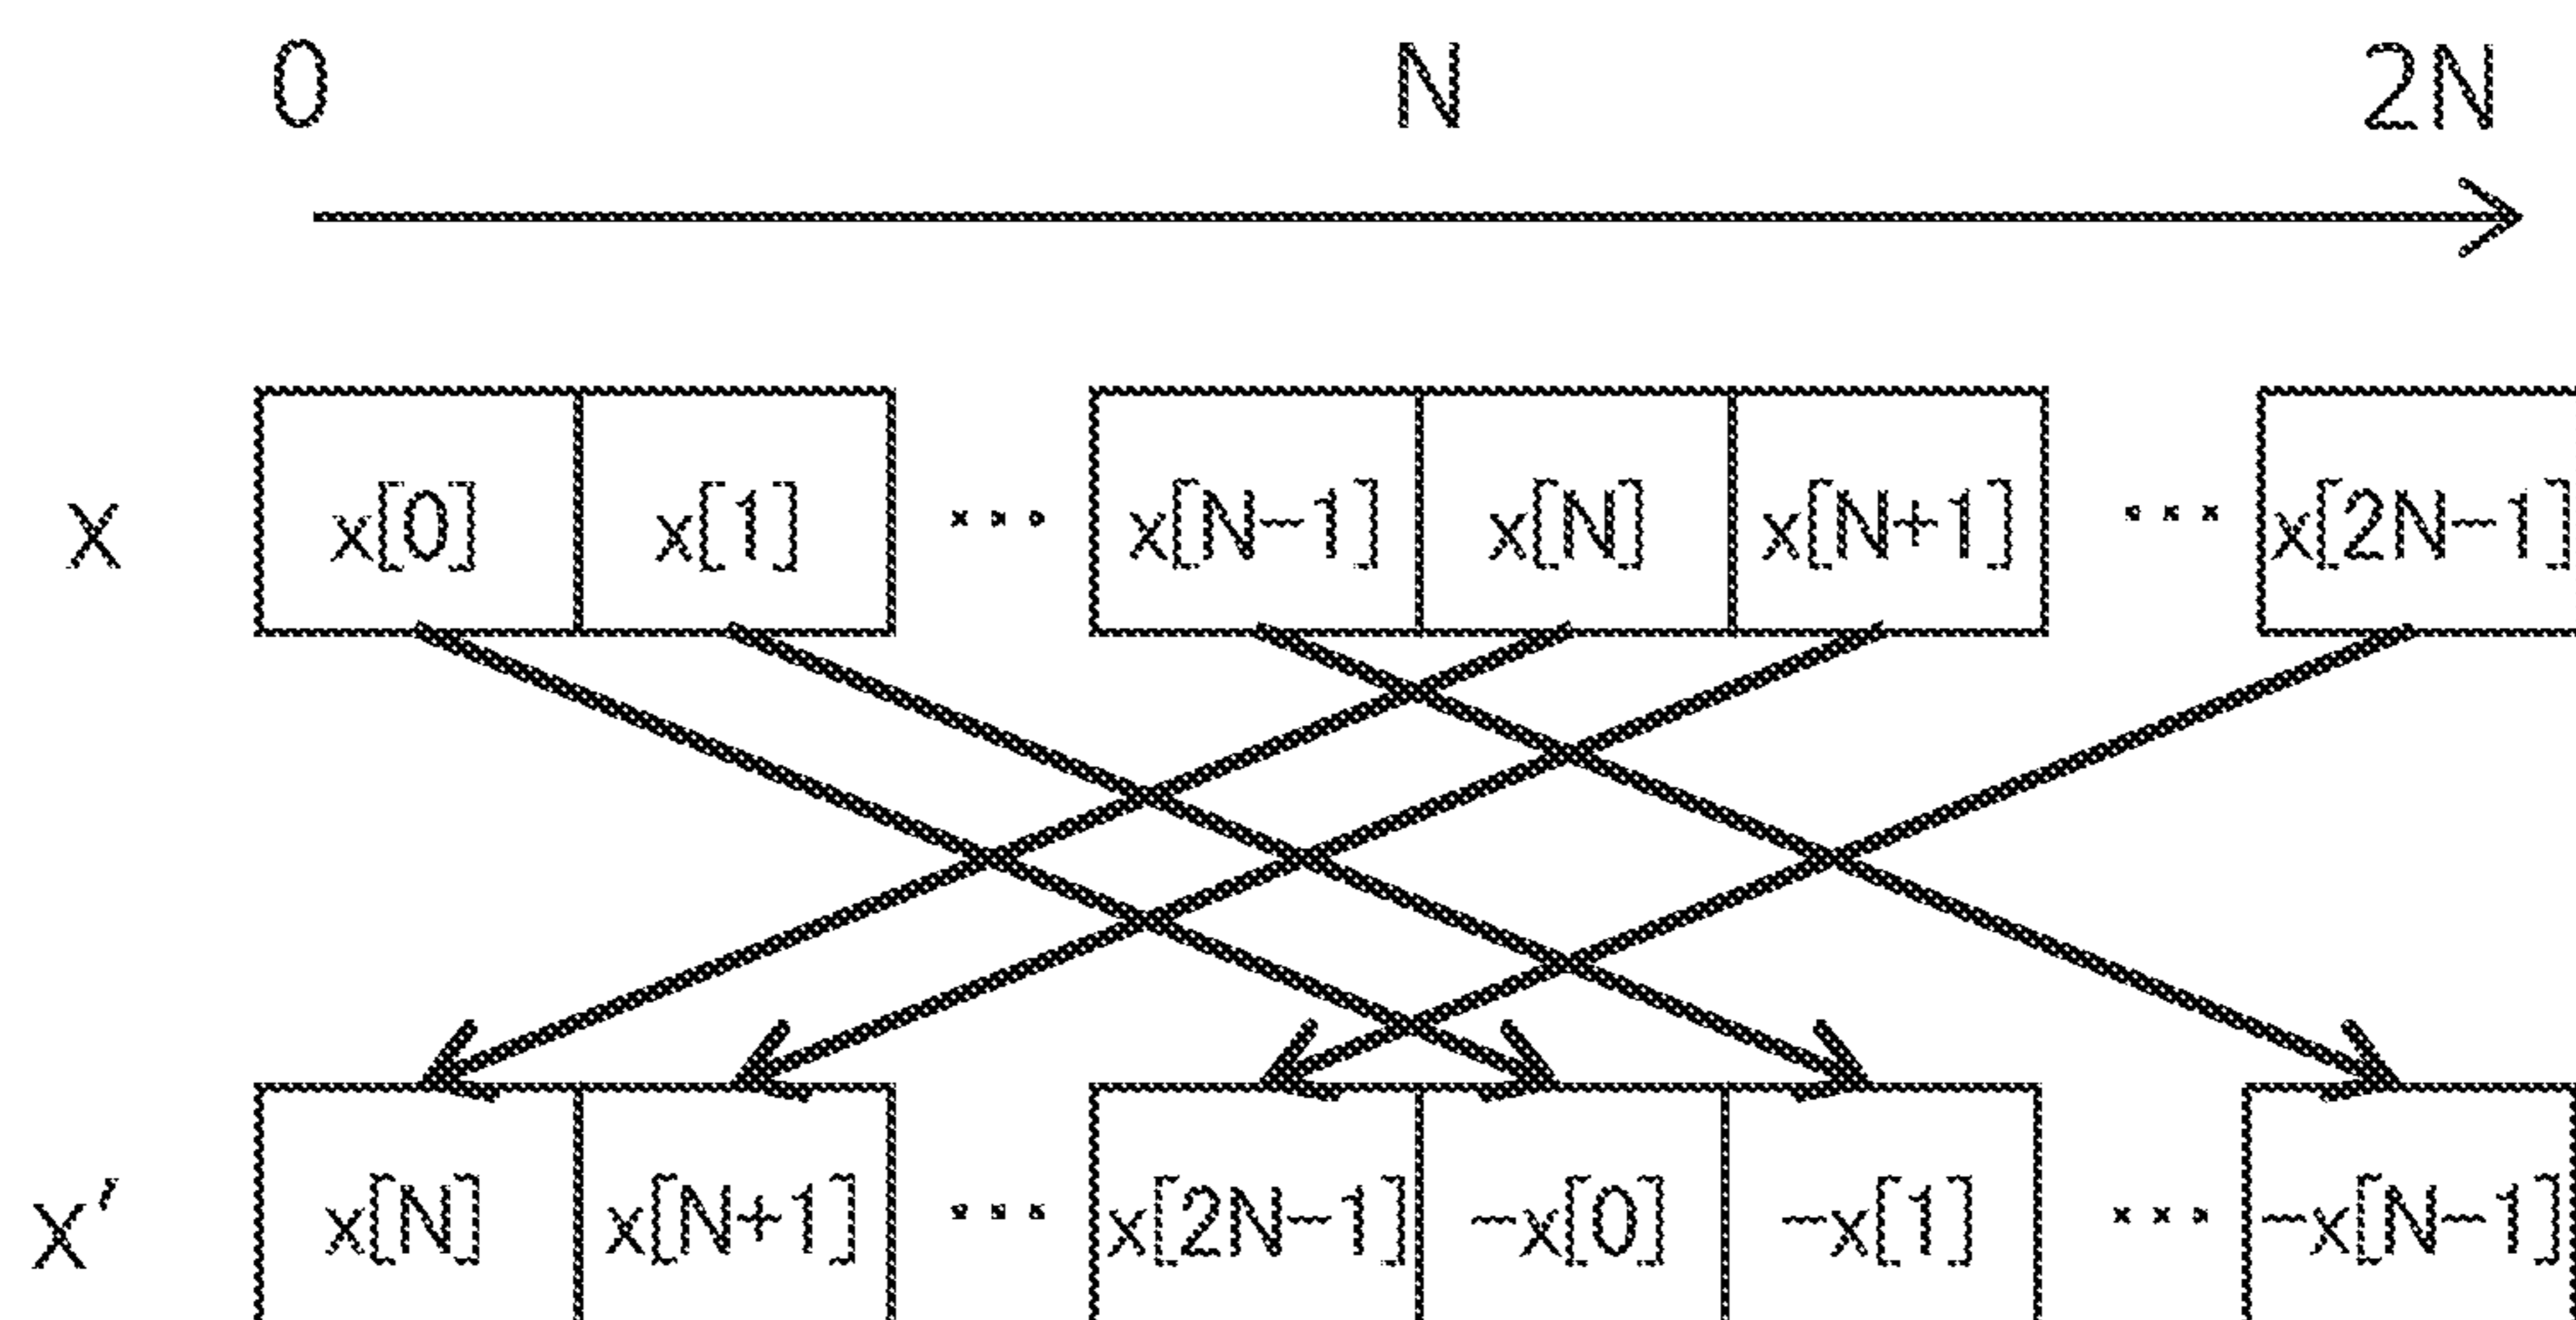 0 N 2N
X x[0] x[1] ... x[N-1] x[N] x[N+1] ... x[2N-1]
X' x[N] x[N+1] ... x[2N-1] -x[0] -x[1] ... -x[N-1]